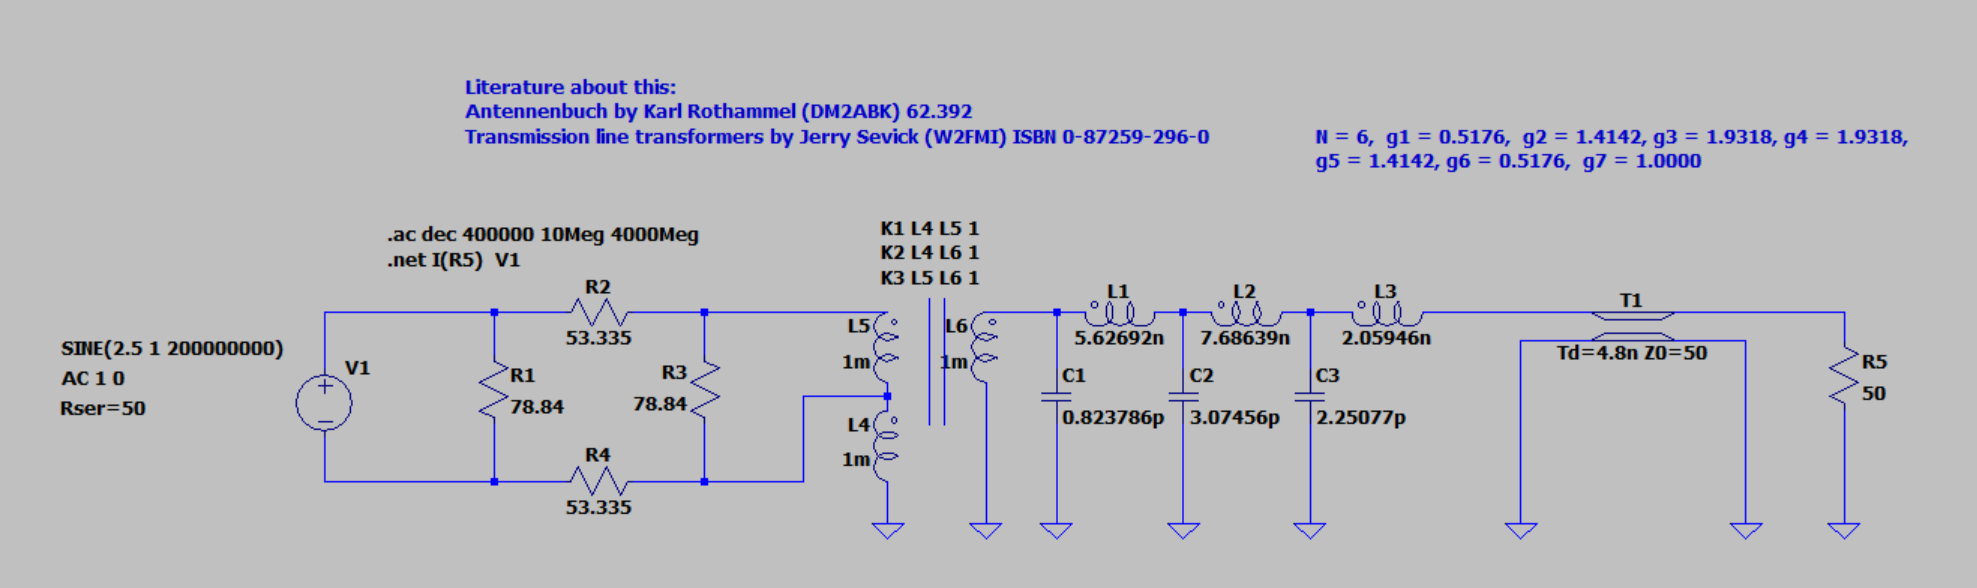 Literature about this:
Antennenbuch by Karl Rothammel (DM2ABK) 62.392
Transmission line transformers by Jerry Sevick (W2FMI) ISBN 0-87259-296-0
N = 6,  g1 = 0.5176,  g2 = 1.4142, g3 = 1.9318, g4 = 1.9318,
g5 = 1.4142, g6 = 0.5176,  g7 = 1.0000
.ac dec 400000 10Meg 4000Meg
.net I(R5)  V1
K1 L4 L5 1
K2 L4 L6 1
K3 L5 L6 1
SINE(2.5 1 200000000)
AC 1 0
Rser=50
V1
R1
78.84
R2
53.335
R3
78.84
R4
53.335
L5
1m
L4
1m
L6
1m
C1
0.823786p
L1
5.62692n
C2
3.07456p
L2
7.68639n
C3
2.25077p
L3
2.05946n
T1
Td=4.8n Z0=50
R5
50